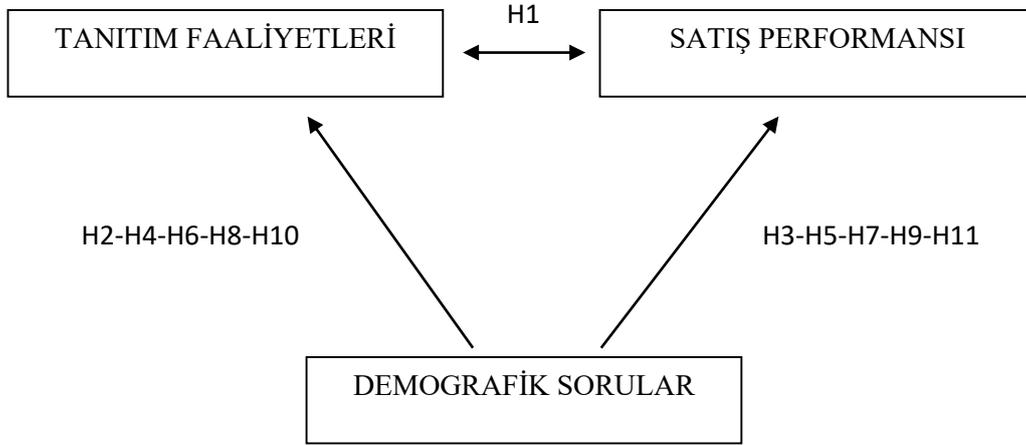 H1
TANITIM FAALİYETLERİ
SATIŞ PERFORMANSI
H2-H4-H6-H8-H10
H3-H5-H7-H9-H11
DEMOGRAFİK SORULAR